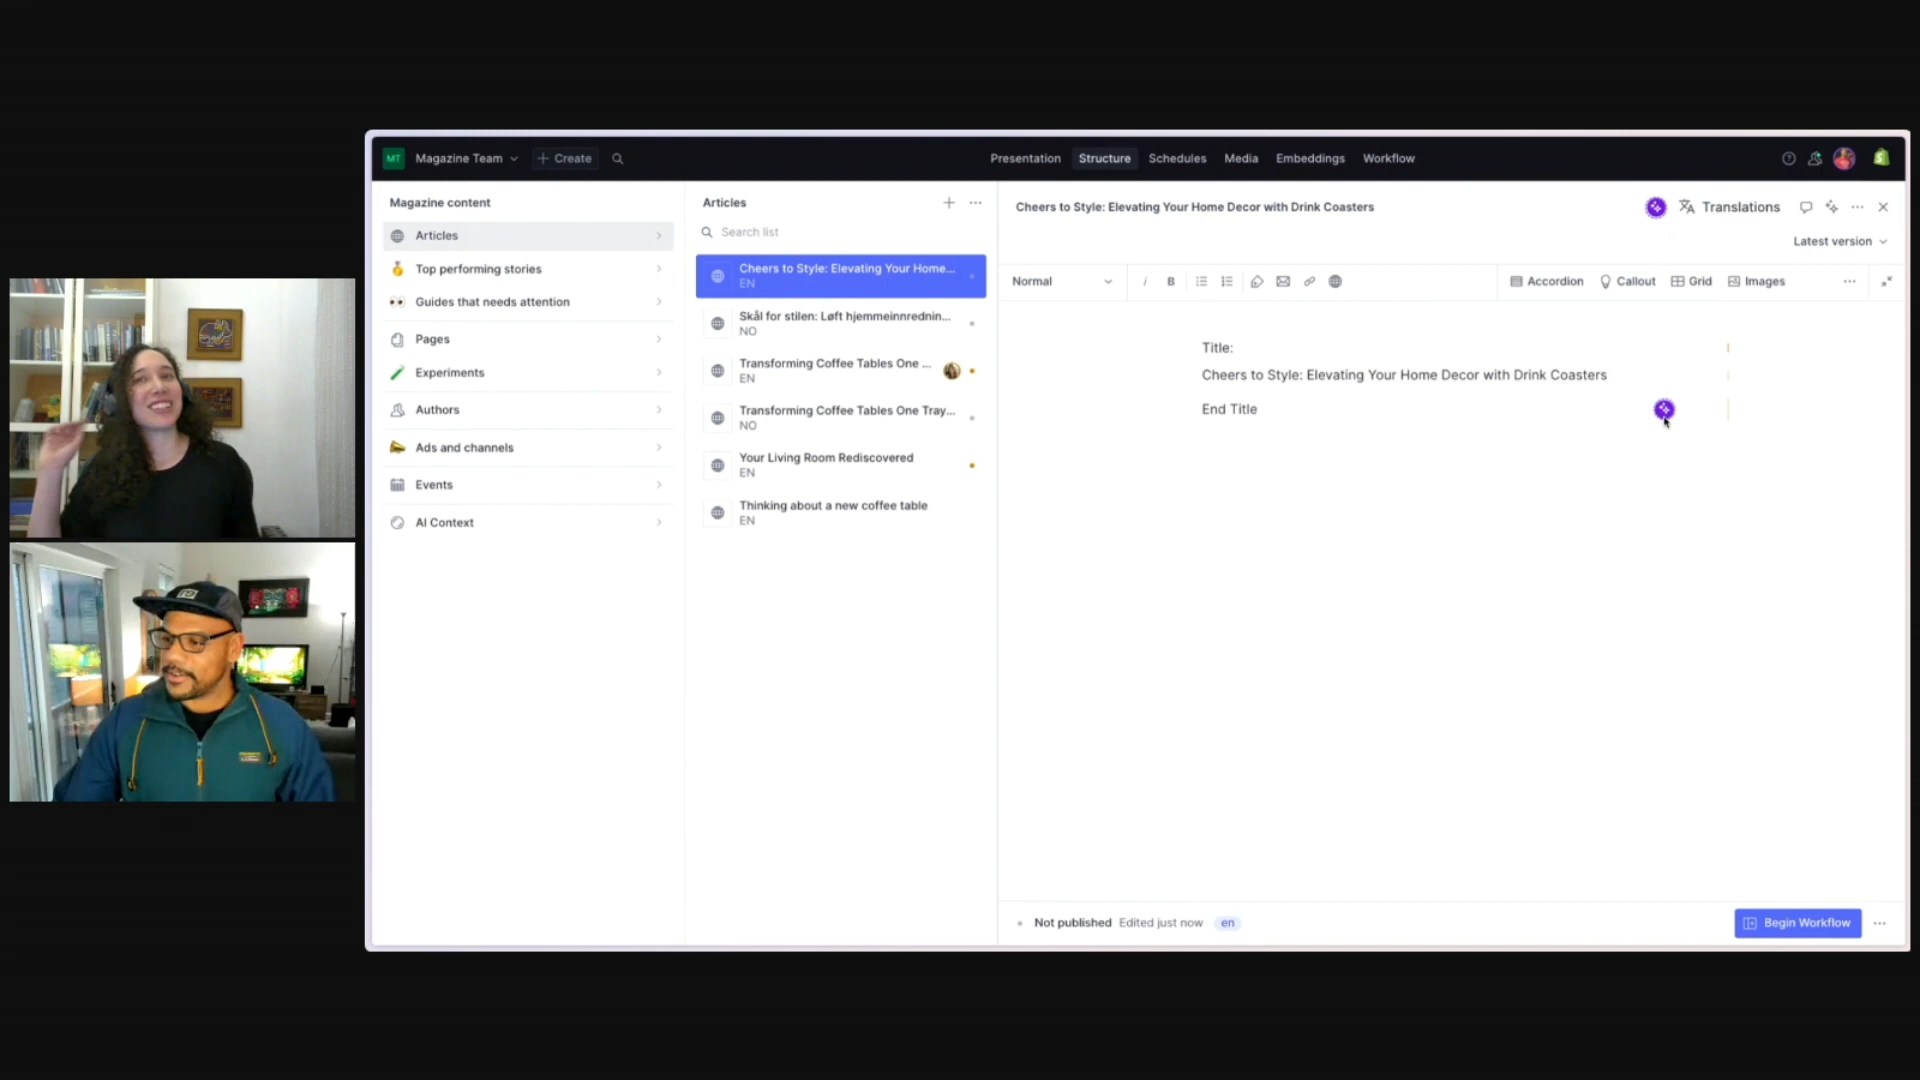 MT Magazine Team + Create Presentation Structure Schedules Media Embeddings Workflow
Magazine content
Articles
Top performing stories
Guides that needs attention
Pages
Experiments
Authors
Ads and channels
Events
AI Context
Articles
Search list
Cheers to Style: Elevating Your Home...
EN
Skål for stilen: Løft hjemmeinnrednin...
NO
Transforming Coffee Tables One ...
EN
Transforming Coffee Tables One Tray...
NO
Your Living Room Rediscovered
EN
Thinking about a new coffee table
EN
Cheers to Style: Elevating Your Home Decor with Drink Coasters Translations
Latest version
Normal i B Accordion Callout Grid Images
Title:
Cheers to Style: Elevating Your Home Decor with Drink Coasters
End Title
Not published Edited just now en Begin Workflow